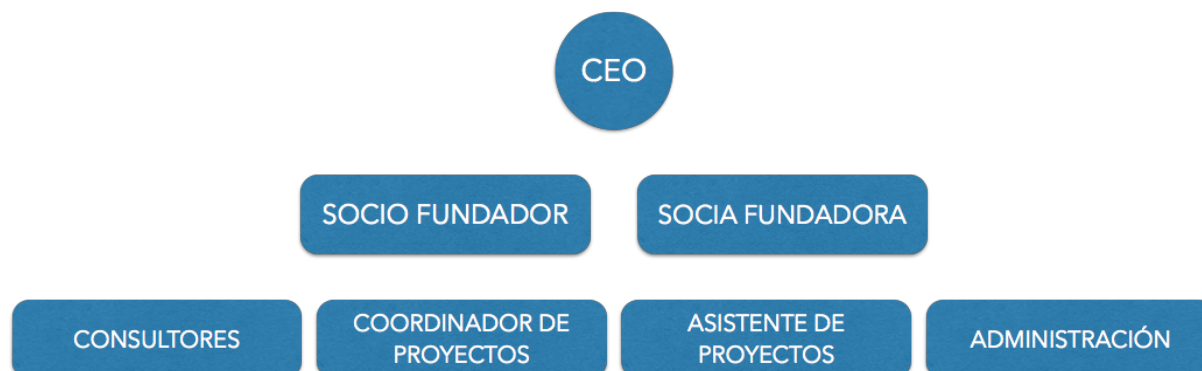 CEO
SOCIO FUNDADOR
SOCIA FUNDADORA
CONSULTORES
COORDINADOR DE
PROYECTOS
ASISTENTE DE
PROYECTOS
ADMINISTRACIÓN